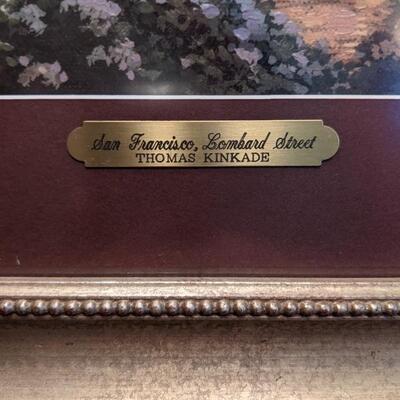 San Francisco, Lombard Street
THOMAS KINKADE